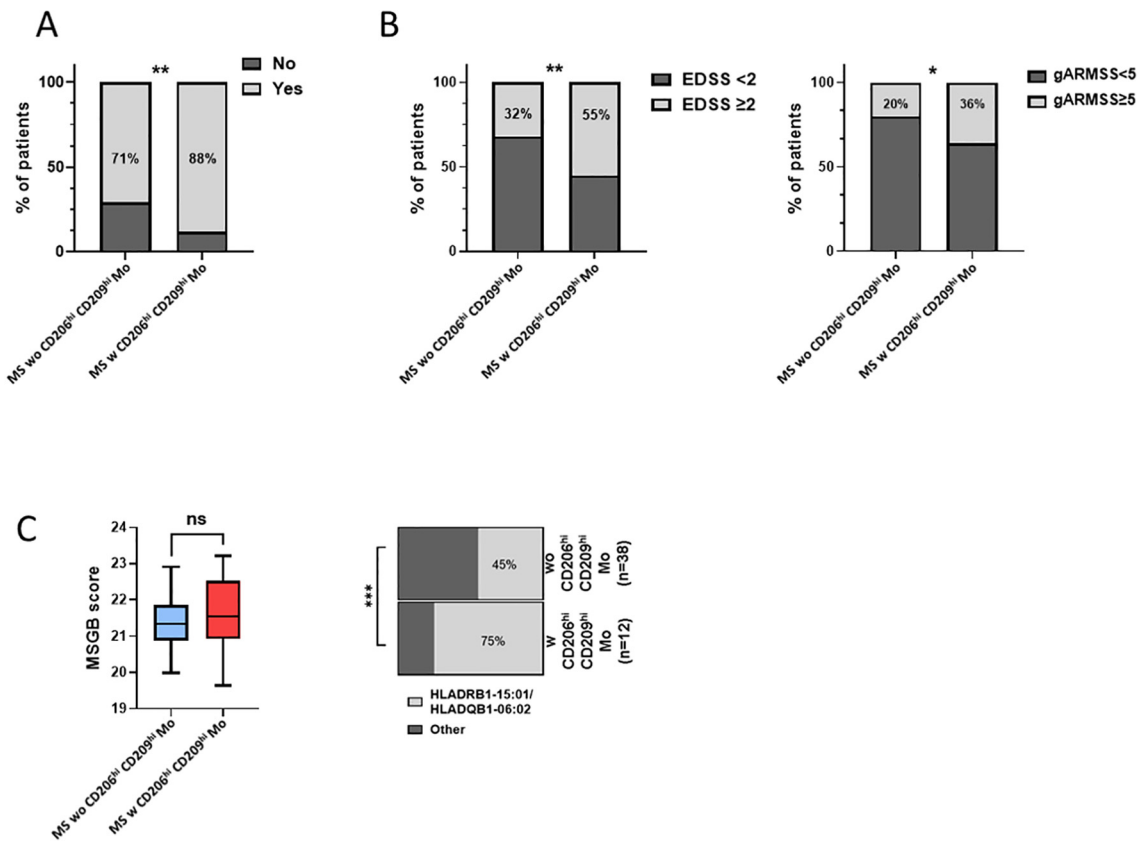 A
B
**
No
Yes
100
50
0
% of patients
71%
88%
MS wo CD206hi CD209hi Mo
MS w CD206hi CD209hi Mo
**
EDSS <2
EDSS ≥2
100
50
0
% of patients
32%
55%
MS wo CD206hi CD209hi Mo
MS w CD206hi CD209hi Mo
*
gARMSS<5
gARMSS≥5
100
50
0
% of patients
20%
36%
MS wo CD206hi CD209hi Mo
MS w CD206hi CD209hi Mo
C
ns
24
23
22
21
20
19
MSGB score
MS wo CD206hi CD209hi Mo
MS w CD206hi CD209hi Mo
***
45%
75%
wo
CD206hi
CD209hi
Mo
(n=38)
w
CD206hi
CD209hi
Mo
(n=12)
HLADRB1-15:01/
HLADQB1-06:02
Other